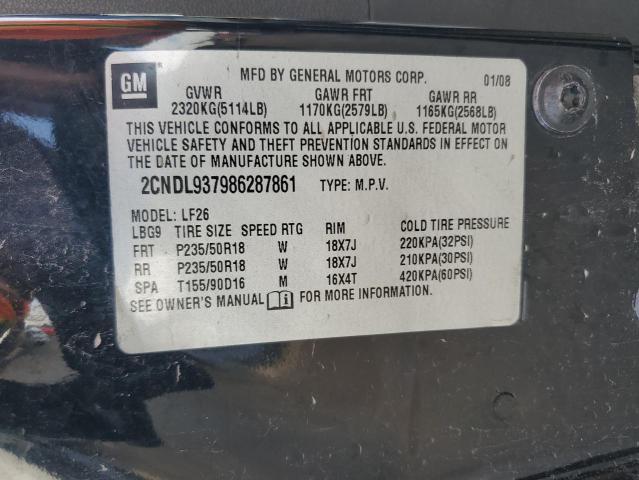 GM
MFD BY GENERAL MOTORS CORP. 01/08
GVWR GAWR FRT GAWR RR
2320KG(5114LB) 1170KG(2579LB) 1165KG(2568LB)
THIS VEHICLE CONFORMS TO ALL APPLICABLE U.S. FEDERAL MOTOR
VEHICLE SAFETY AND THEFT PREVENTION STANDARDS IN EFFECT ON
THE DATE OF MANUFACTURE SHOWN ABOVE.
2CNDL937986287861 TYPE: M.P.V.
MODEL: LF26
LBG9 TIRE SIZE SPEED RTG RIM COLD TIRE PRESSURE
FRT P235/50R18 W 18X7J 220KPA(32PSI)
RR P235/50R18 W 18X7J 210KPA(30PSI)
SPA T155/90D16 M 16X4T 420KPA(60PSI)
SEE OWNER'S MANUAL i FOR MORE INFORMATION.